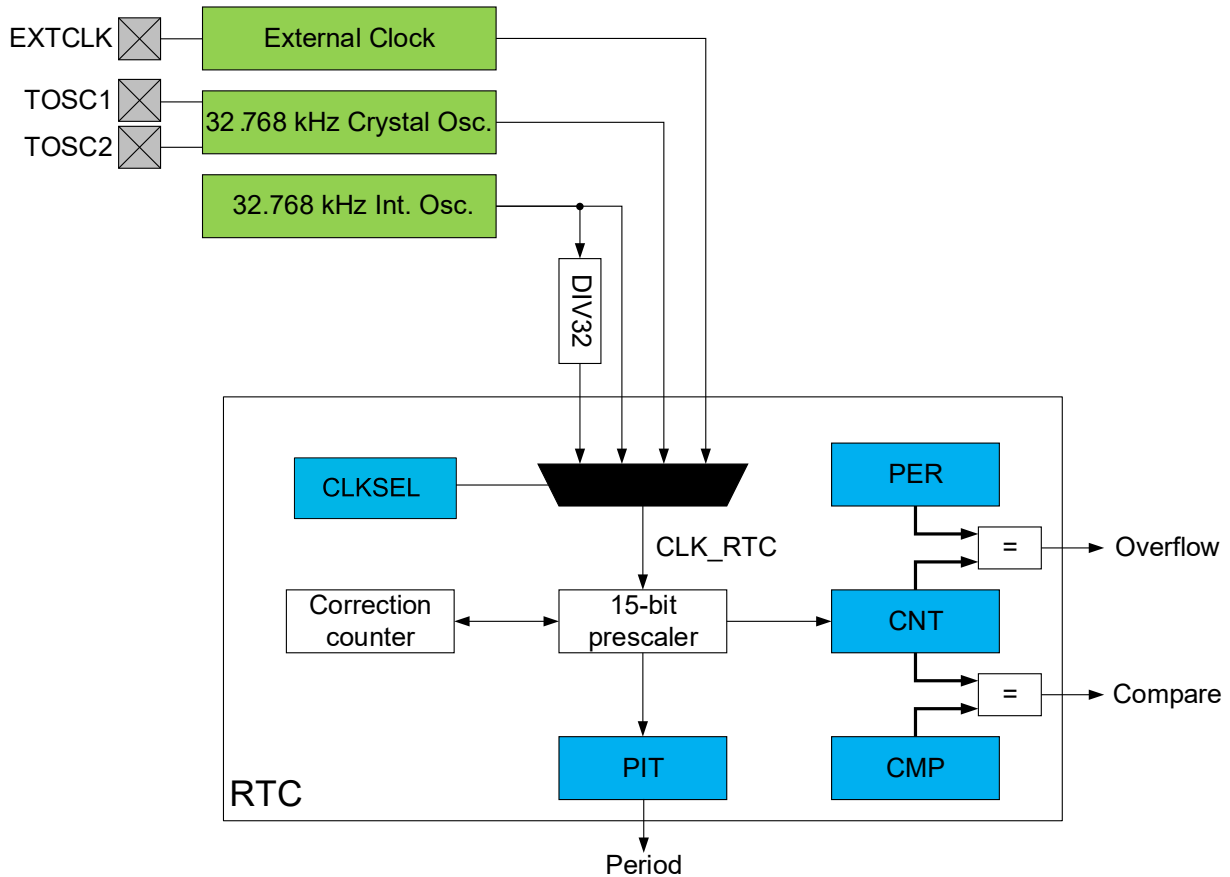 EXTCLK
External Clock
TOSC1
TOSC2
32.768 kHz Crystal Osc.
32.768 kHz Int. Osc.
DIV32
CLKSEL
PER
CLK_RTC
=
Overflow
Correction
counter
15-bit
prescaler
CNT
=
Compare
PIT
CMP
RTC
Period